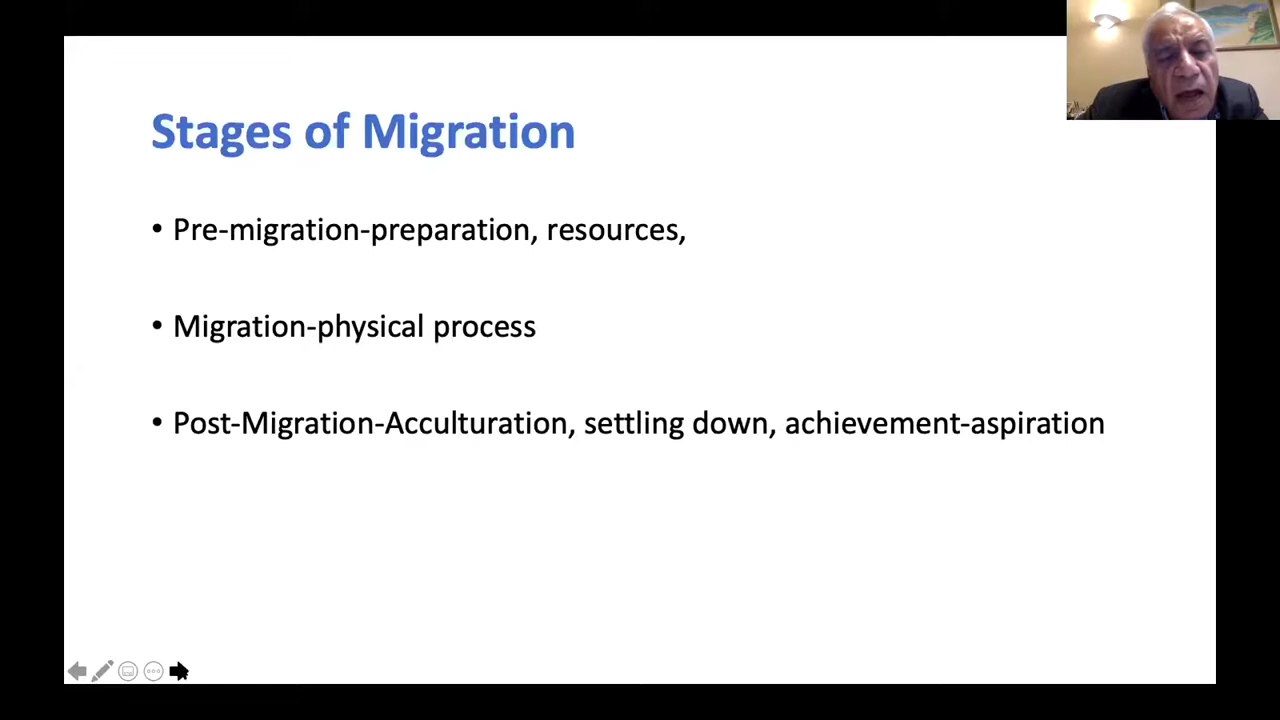 Stages of Migration
• Pre-migration-preparation, resources,
• Migration-physical process
• Post-Migration-Acculturation, settling down, achievement-aspiration